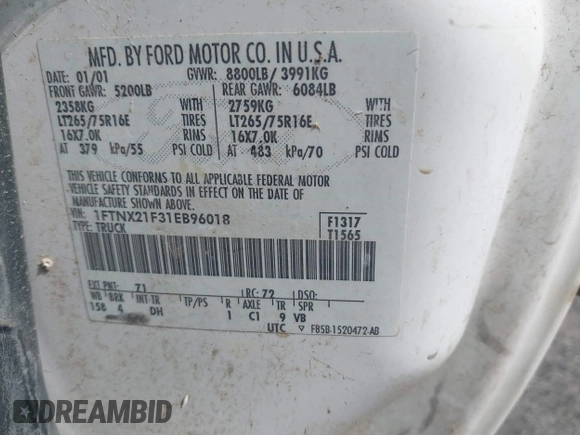 MFD. BY FORD MOTOR CO. IN U.S.A.
DATE: 01/01 GVWR: 8800LB/ 3991KG
FRONT GAWR: 5200LB REAR GAWR: 6084LB
2358KG WITH 2759KG WITH
LT265/75R16E TIRES LT265/75R16E TIRES
16X7.0K RIMS 16X7.0K RIMS
AT 379 kPa/55 PSI COLD AT 483 kPa/70 PSI COLD
THIS VEHICLE CONFORMS TO ALL APPLICABLE FEDERAL MOTOR
VEHICLE SAFETY STANDARDS IN EFFECT ON THE DATE OF
MANUFACTURE SHOWN ABOVE.
VIN: 1FTNX21F31EB96018 F1317
TYPE: TRUCK T1565
EXT PNT: 71 RC: 72 DSO:
WB BRK INT TR TP/PS R AXLE TR SPR
158 4 DH 1 C1 9 VB
UTC F85B-1520472-AB
DREAMBID